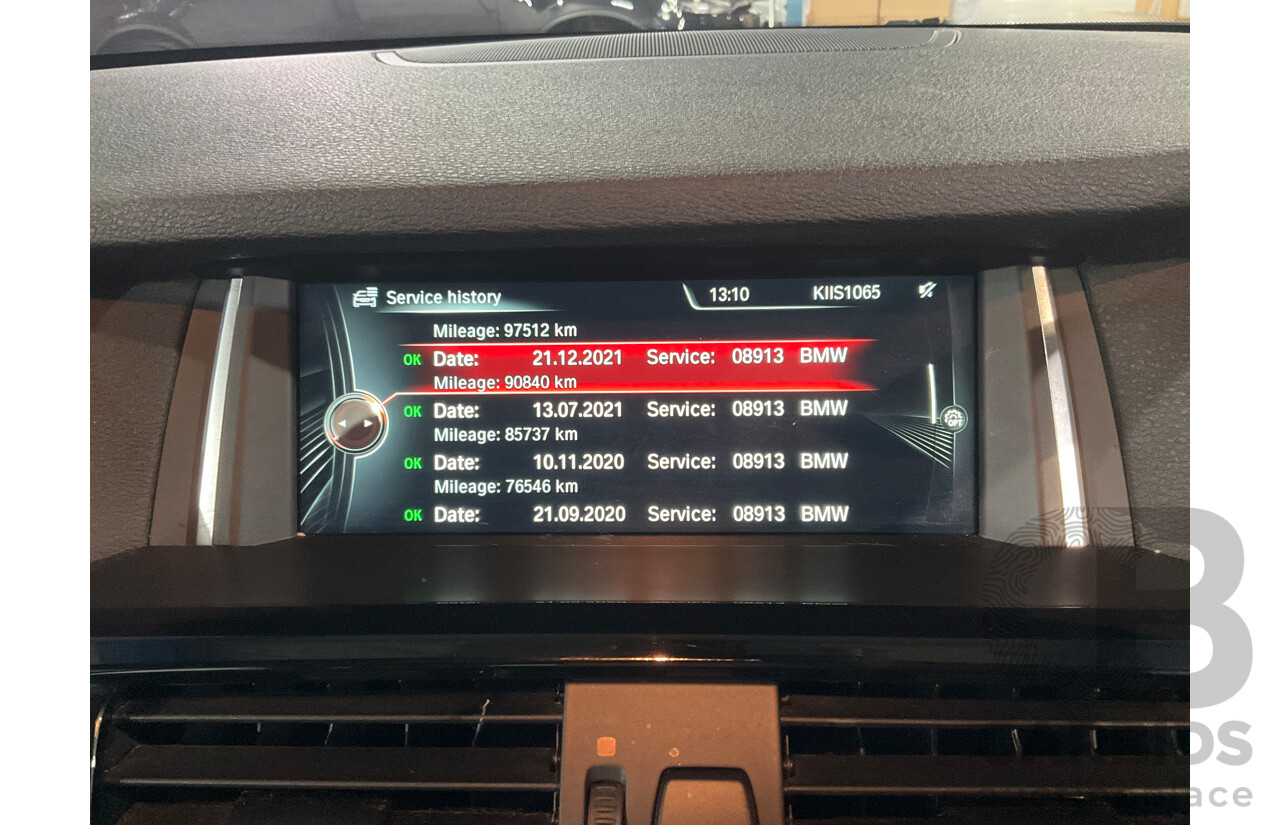 Service history 13:10 KIIS1065
Mileage: 97512 km
OK Date: 21.12.2021 Service: 08913 BMW
Mileage: 90840 km
OK Date: 13.07.2021 Service: 08913 BMW
Mileage: 85737 km
OK Date: 10.11.2020 Service: 08913 BMW
Mileage: 76546 km
OK Date: 21.09.2020 Service: 08913 BMW
OPT